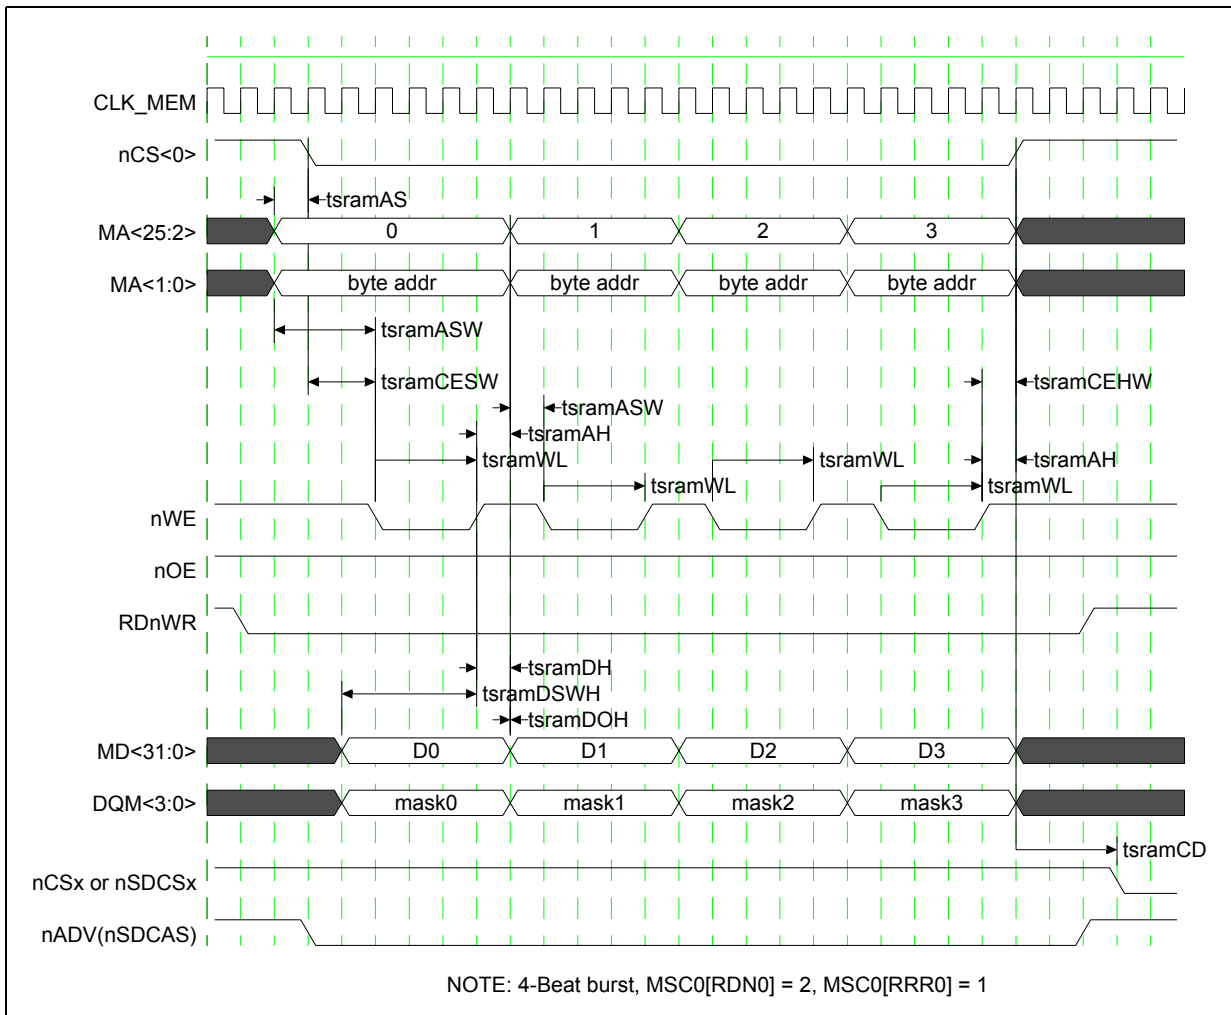 CLK_MEM
nCS<0>
tsramAS
MA<25:2>
0
1
2
3
MA<1:0>
byte addr
byte addr
byte addr
byte addr
tsramASW
tsramCESW
tsramCEHW
tsramASW
tsramAH
tsramWL
tsramWL
tsramAH
tsramWL
tsramWL
nWE
nOE
RDnWR
tsramDH
tsramDSWH
tsramDOH
MD<31:0>
D0
D1
D2
D3
DQM<3:0>
mask0
mask1
mask2
mask3
tsramCD
nCSx or nSDCSx
nADV(nSDCAS)
NOTE: 4-Beat burst, MSC0[RDN0] = 2, MSC0[RRR0] = 1